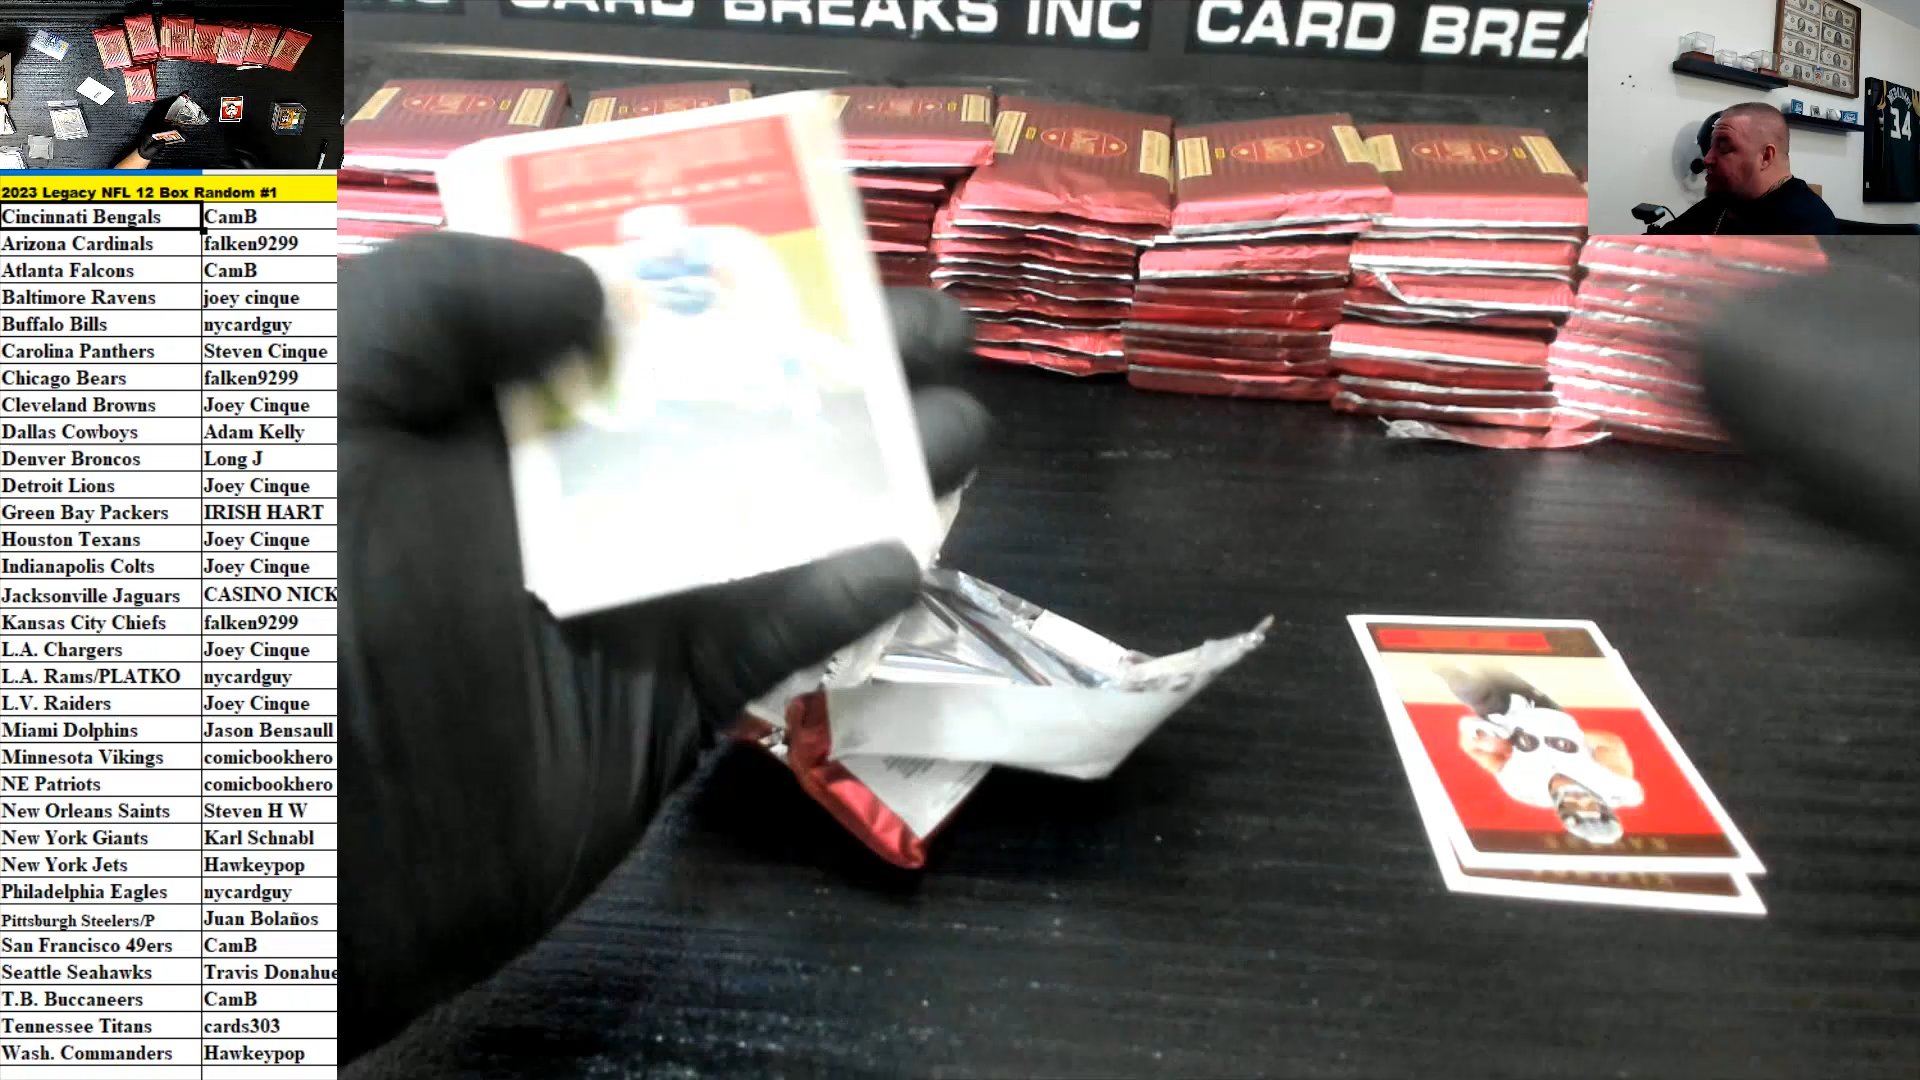 CARD BREAKS INC
CARD BREA
34
2023 Legacy NFL 12 Box Random #1
Cincinnati Bengals CamB
Arizona Cardinals falken9299
Atlanta Falcons CamB
Baltimore Ravens joey cinque
Buffalo Bills nycardguy
Carolina Panthers Steven Cinque
Chicago Bears falken9299
Cleveland Browns Joey Cinque
Dallas Cowboys Adam Kelly
Denver Broncos Long J
Detroit Lions Joey Cinque
Green Bay Packers IRISH HART
Houston Texans Joey Cinque
Indianapolis Colts Joey Cinque
Jacksonville Jaguars CASINO NICK
Kansas City Chiefs falken9299
L.A. Chargers Joey Cinque
L.A. Rams/PLATKO nycardguy
L.V. Raiders Joey Cinque
Miami Dolphins Jason Bensaull
Minnesota Vikings comicbookhero
NE Patriots comicbookhero
New Orleans Saints Steven H W
New York Giants Karl Schnabl
New York Jets Hawkeypop
Philadelphia Eagles nycardguy
Pittsburgh Steelers/P Juan Bolaños
San Francisco 49ers CamB
Seattle Seahawks Travis Donahue
T.B. Buccaneers CamB
Tennessee Titans cards303
Wash. Commanders Hawkeypop